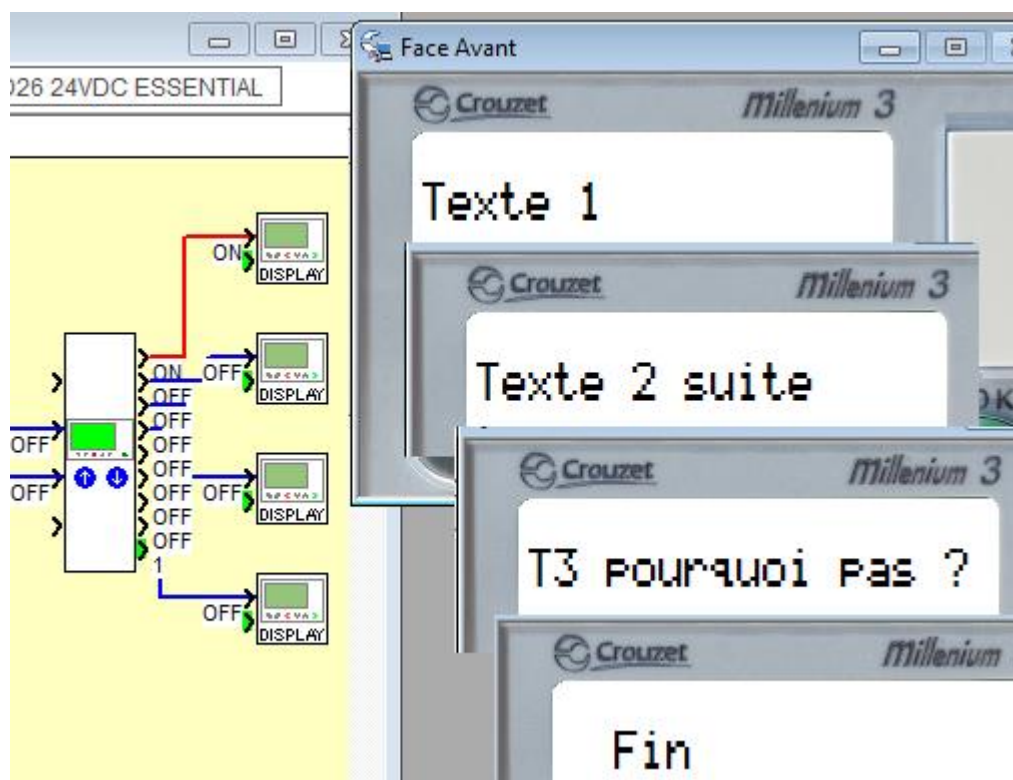 026 24VDC ESSENTIAL
ON
DISPLAY
ON
OFF
DISPLAY
OFF
OFF
OFF
OFF
OFF
OFF
OFF
OFF
DISPLAY
OFF
OFF
1
OFF
DISPLAY
Face Avant
Crouzet
Millenium 3
Texte 1
Crouzet
Millenium 3
Texte 2 suite
Crouzet
Millenium 3
T3 pourquoi pas ?
Crouzet
Millenium
Fin